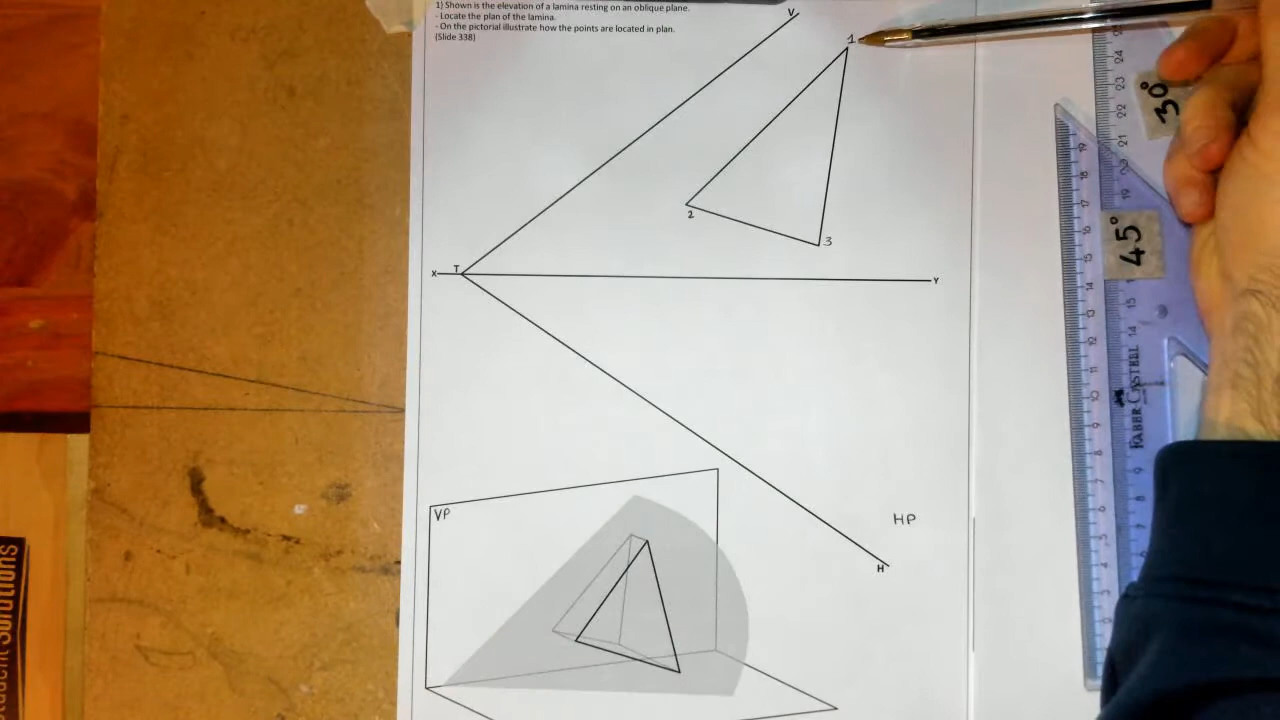 1) Shown is the elevation of a lamina resting on an oblique plane.
- Locate the plan of the lamina.
- On the pictorial illustrate how the points are located in plan.
(Slide 338)
V
1
2
3
X
T
Y
H
HP
VP
30°
45°
FABER-CASTELL
Student Solutions